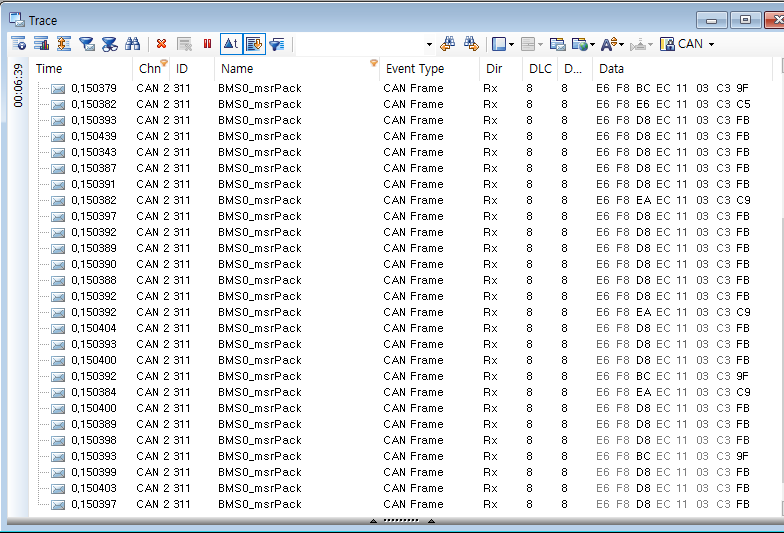 Trace
Δt
CAN
00:06:39
Time Chn ID Name Event Type Dir DLC D... Data
0,150379 CAN 2 311 BMS0_msrPack CAN Frame Rx 8 8 E6 F8 BC EC 11 03 C3 9F
0,150382 CAN 2 311 BMS0_msrPack CAN Frame Rx 8 8 E6 F8 E6 EC 11 03 C3 C5
0,150393 CAN 2 311 BMS0_msrPack CAN Frame Rx 8 8 E6 F8 D8 EC 11 03 C3 FB
0,150439 CAN 2 311 BMS0_msrPack CAN Frame Rx 8 8 E6 F8 D8 EC 11 03 C3 FB
0,150343 CAN 2 311 BMS0_msrPack CAN Frame Rx 8 8 E6 F8 D8 EC 11 03 C3 FB
0,150387 CAN 2 311 BMS0_msrPack CAN Frame Rx 8 8 E6 F8 D8 EC 11 03 C3 FB
0,150391 CAN 2 311 BMS0_msrPack CAN Frame Rx 8 8 E6 F8 D8 EC 11 03 C3 FB
0,150382 CAN 2 311 BMS0_msrPack CAN Frame Rx 8 8 E6 F8 EA EC 11 03 C3 C9
0,150397 CAN 2 311 BMS0_msrPack CAN Frame Rx 8 8 E6 F8 D8 EC 11 03 C3 FB
0,150392 CAN 2 311 BMS0_msrPack CAN Frame Rx 8 8 E6 F8 D8 EC 11 03 C3 FB
0,150389 CAN 2 311 BMS0_msrPack CAN Frame Rx 8 8 E6 F8 D8 EC 11 03 C3 FB
0,150390 CAN 2 311 BMS0_msrPack CAN Frame Rx 8 8 E6 F8 D8 EC 11 03 C3 FB
0,150388 CAN 2 311 BMS0_msrPack CAN Frame Rx 8 8 E6 F8 D8 EC 11 03 C3 FB
0,150392 CAN 2 311 BMS0_msrPack CAN Frame Rx 8 8 E6 F8 D8 EC 11 03 C3 FB
0,150392 CAN 2 311 BMS0_msrPack CAN Frame Rx 8 8 E6 F8 EA EC 11 03 C3 C9
0,150404 CAN 2 311 BMS0_msrPack CAN Frame Rx 8 8 E6 F8 D8 EC 11 03 C3 FB
0,150393 CAN 2 311 BMS0_msrPack CAN Frame Rx 8 8 E6 F8 D8 EC 11 03 C3 FB
0,150400 CAN 2 311 BMS0_msrPack CAN Frame Rx 8 8 E6 F8 D8 EC 11 03 C3 FB
0,150392 CAN 2 311 BMS0_msrPack CAN Frame Rx 8 8 E6 F8 BC EC 11 03 C3 9F
0,150384 CAN 2 311 BMS0_msrPack CAN Frame Rx 8 8 E6 F8 EA EC 11 03 C3 C9
0,150400 CAN 2 311 BMS0_msrPack CAN Frame Rx 8 8 E6 F8 D8 EC 11 03 C3 FB
0,150389 CAN 2 311 BMS0_msrPack CAN Frame Rx 8 8 E6 F8 D8 EC 11 03 C3 FB
0,150398 CAN 2 311 BMS0_msrPack CAN Frame Rx 8 8 E6 F8 D8 EC 11 03 C3 FB
0,150393 CAN 2 311 BMS0_msrPack CAN Frame Rx 8 8 E6 F8 BC EC 11 03 C3 9F
0,150399 CAN 2 311 BMS0_msrPack CAN Frame Rx 8 8 E6 F8 D8 EC 11 03 C3 FB
0,150403 CAN 2 311 BMS0_msrPack CAN Frame Rx 8 8 E6 F8 D8 EC 11 03 C3 FB
0,150397 CAN 2 311 BMS0_msrPack CAN Frame Rx 8 8 E6 F8 D8 EC 11 03 C3 FB